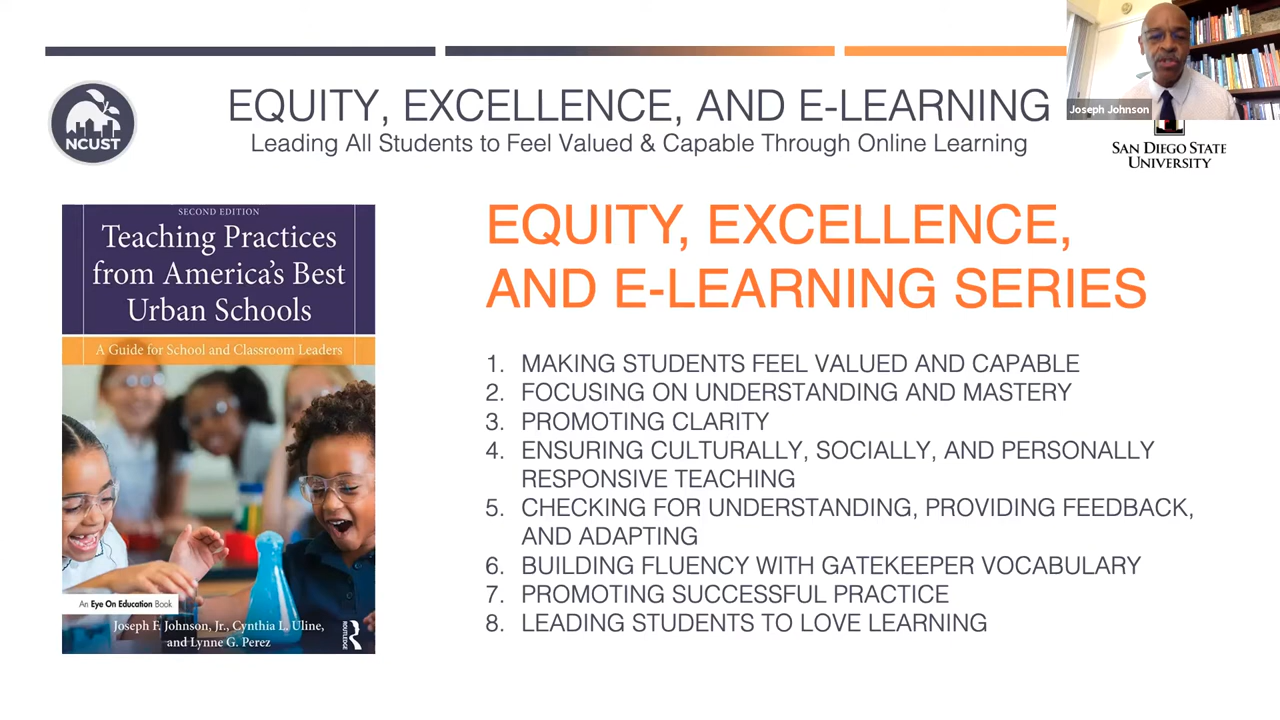 EQUITY, EXCELLENCE, AND E-LEARNING
Leading All Students to Feel Valued & Capable Through Online Learning
NCUST
Joseph Johnson
SAN DIEGO STATE
UNIVERSITY
SECOND EDITION
Teaching Practices
from America's Best
Urban Schools
A Guide for School and Classroom Leaders
An Eye On Education Book
Joseph F. Johnson, Jr., Cynthia L. Uline,
and Lynne G. Perez
ROUTLEDGE
EQUITY, EXCELLENCE,
AND E-LEARNING SERIES
1. MAKING STUDENTS FEEL VALUED AND CAPABLE
2. FOCUSING ON UNDERSTANDING AND MASTERY
3. PROMOTING CLARITY
4. ENSURING CULTURALLY, SOCIALLY, AND PERSONALLY
RESPONSIVE TEACHING
5. CHECKING FOR UNDERSTANDING, PROVIDING FEEDBACK,
AND ADAPTING
6. BUILDING FLUENCY WITH GATEKEEPER VOCABULARY
7. PROMOTING SUCCESSFUL PRACTICE
8. LEADING STUDENTS TO LOVE LEARNING